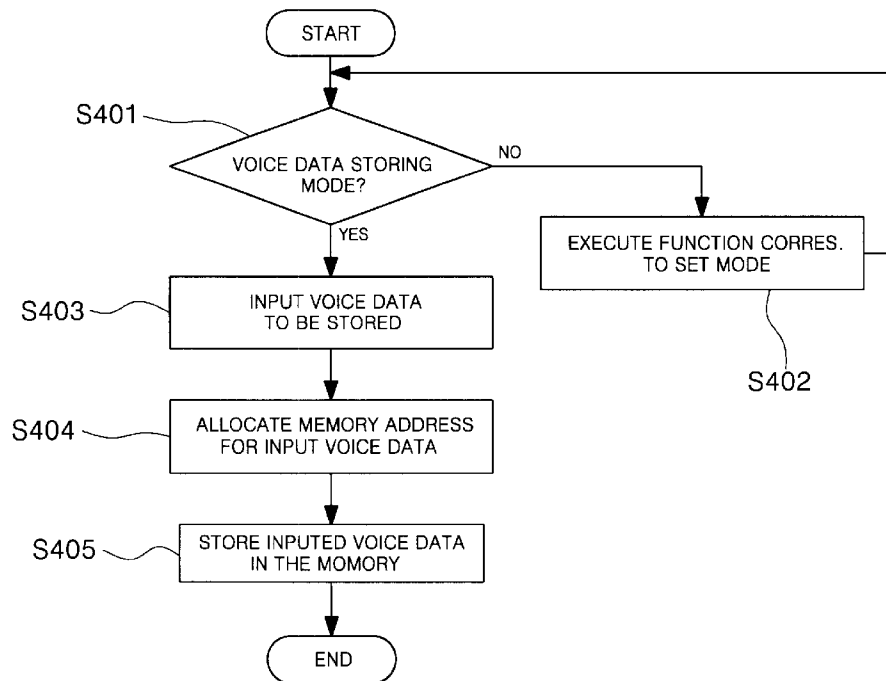 START
S401
VOICE DATA STORING
MODE?
NO
YES
EXECUTE FUNCTION CORRES.
TO SET MODE
S402
S403
INPUT VOICE DATA
TO BE STORED
S404
ALLOCATE MEMORY ADDRESS
FOR INPUT VOICE DATA
S405
STORE INPUTED VOICE DATA
IN THE MOMORY
END